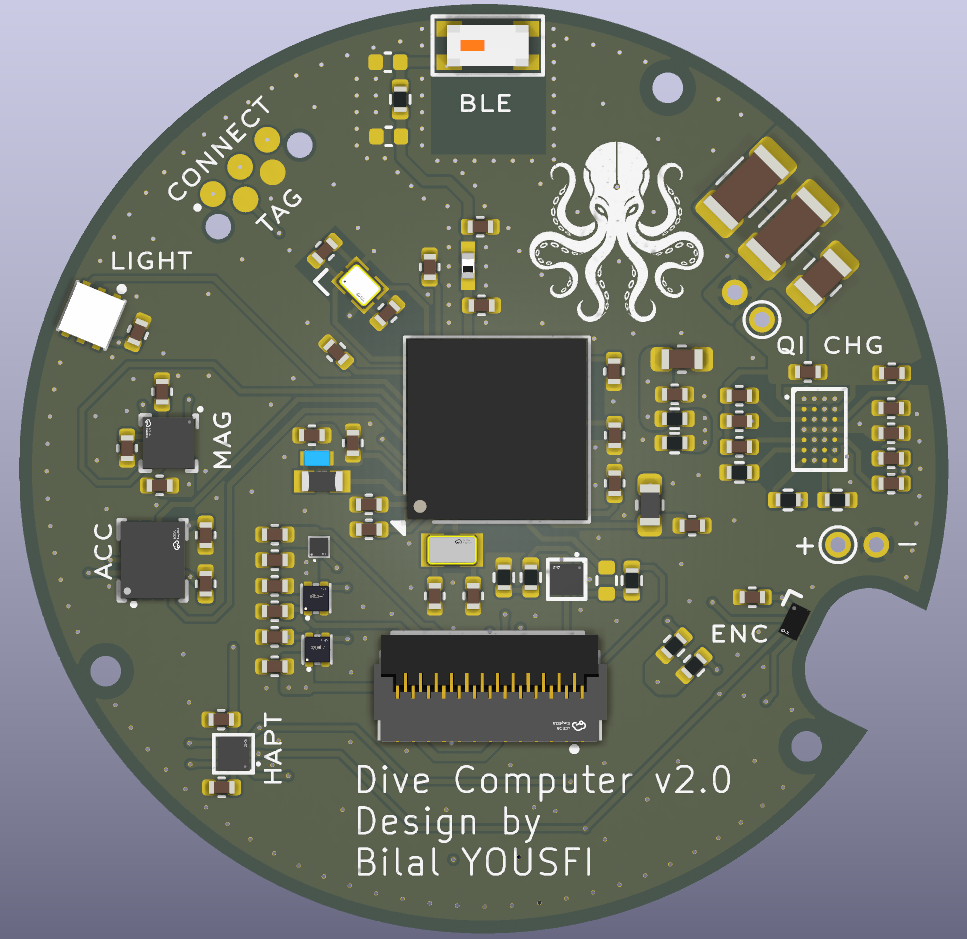 BLE
CONNECT
TAG
LIGHT
QI CHG
MAG
ACC
+ −
ENC
HAPT
Dive Computer v2.0
Design by
Bilal YOUSFI